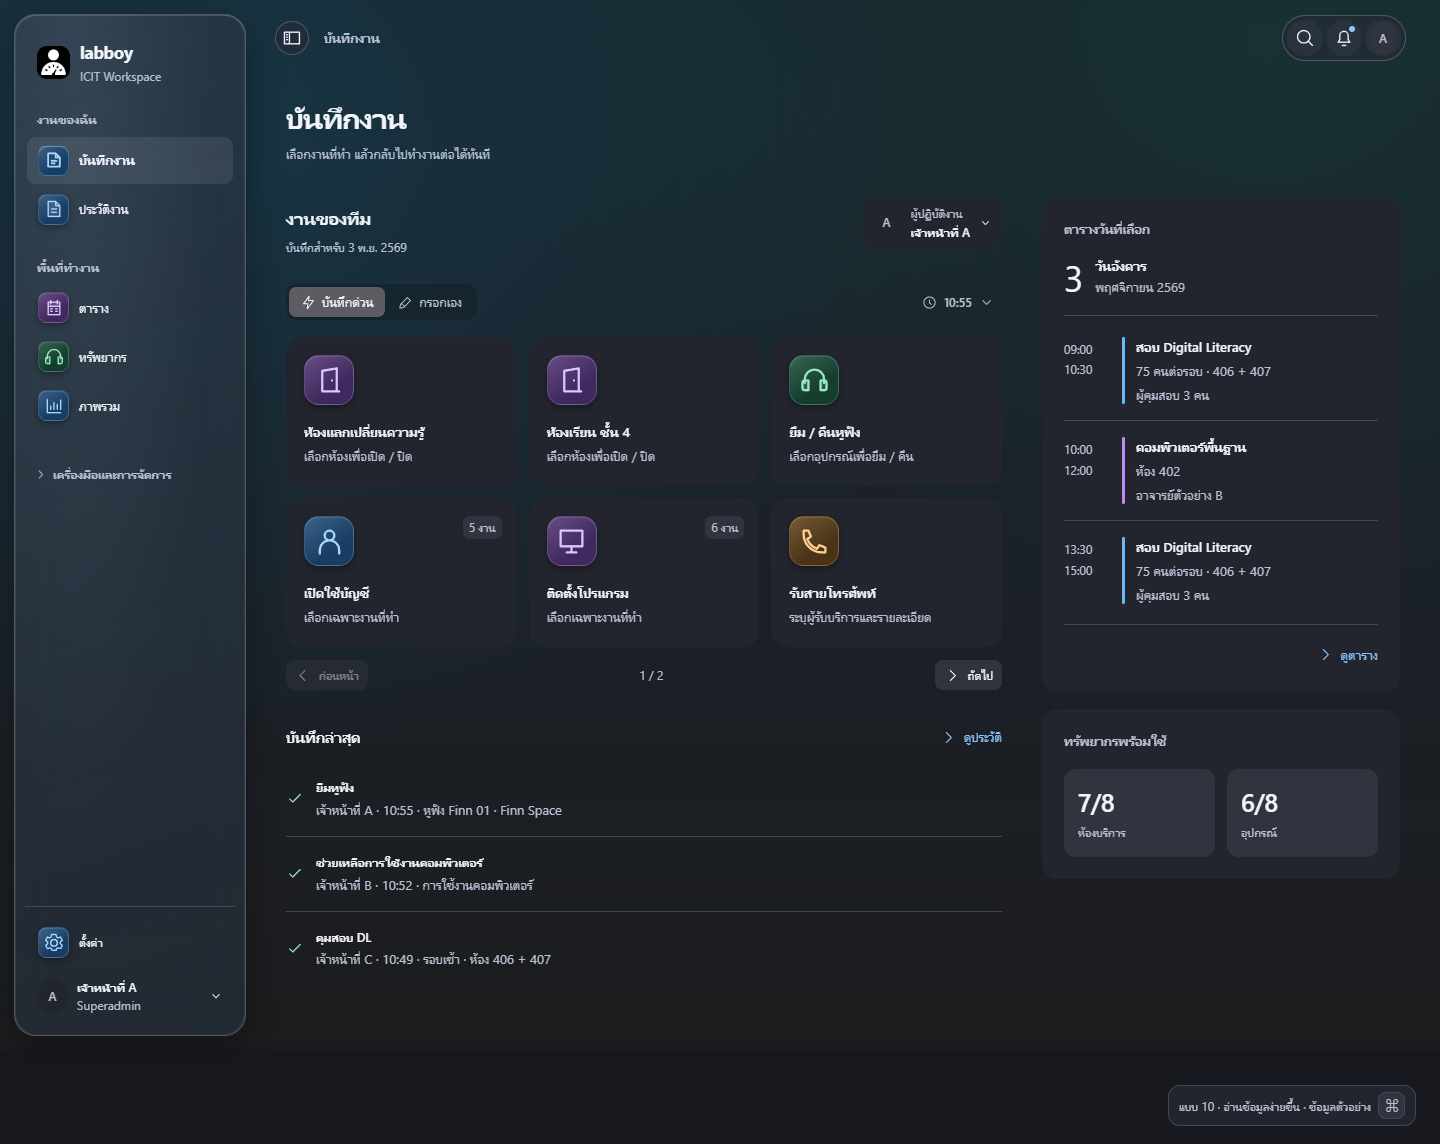 labboy
ICIT Workspace
งานของฉัน
บันทึกงาน
ประวัติงาน
พื้นที่ทำงาน
ตาราง
ทรัพยากร
ภาพรวม
เครื่องมือและการจัดการ
ตั้งค่า
A
เจ้าหน้าที่ A
Superadmin
บันทึกงาน
A
บันทึกงาน
เลือกงานที่ทำ แล้วกลับไปทำงานต่อได้ทันที
งานของทีม
บันทึกสำหรับ 3 พ.ย. 2569
A
ผู้ปฏิบัติงาน
เจ้าหน้าที่ A
บันทึกด่วน
กรอกเอง
10:55
ห้องแลกเปลี่ยนความรู้
เลือกห้องเพื่อเปิด / ปิด
ห้องเรียน ชั้น 4
เลือกห้องเพื่อเปิด / ปิด
ยืม / คืนหูฟัง
เลือกอุปกรณ์เพื่อยืม / คืน
5 งาน
เปิดใช้บัญชี
เลือกเฉพาะงานที่ทำ
6 งาน
ติดตั้งโปรแกรม
เลือกเฉพาะงานที่ทำ
รับสายโทรศัพท์
ระบุผู้รับบริการและรายละเอียด
ก่อนหน้า
1 / 2
ถัดไป
บันทึกล่าสุด
ดูประวัติ
ยืมหูฟัง
เจ้าหน้าที่ A · 10:55 · หูฟัง Finn 01 · Finn Space
ช่วยเหลือการใช้งานคอมพิวเตอร์
เจ้าหน้าที่ B · 10:52 · การใช้งานคอมพิวเตอร์
คุมสอบ DL
เจ้าหน้าที่ C · 10:49 · รอบเช้า · ห้อง 406 + 407
ตารางวันที่เลือก
3
วันอังคาร
พฤศจิกายน 2569
09:00
10:30
สอบ Digital Literacy
75 คนต่อรอบ · 406 + 407
ผู้คุมสอบ 3 คน
10:00
12:00
คอมพิวเตอร์พื้นฐาน
ห้อง 402
อาจารย์ตัวอย่าง B
13:30
15:00
สอบ Digital Literacy
75 คนต่อรอบ · 406 + 407
ผู้คุมสอบ 3 คน
ดูตาราง
ทรัพยากรพร้อมใช้
7/8
ห้องบริการ
6/8
อุปกรณ์
แบบ 10 · อ่านข้อมูลง่ายขึ้น · ข้อมูลตัวอย่าง ⌘